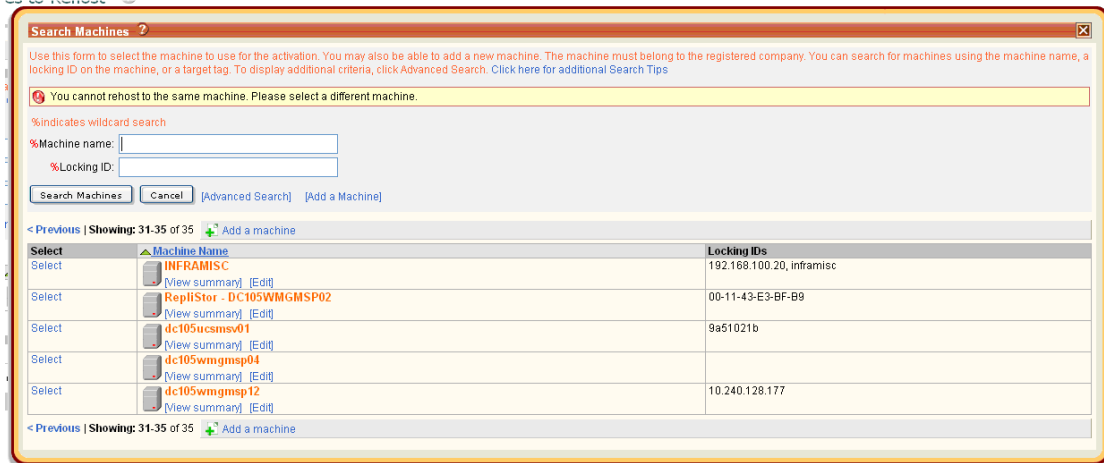 es to Rehost
Search Machines ?
Use this form to select the machine to use for the activation. You may also be able to add a new machine. The machine must belong to the registered company. You can search for machines using the machine name, a
locking ID on the machine, or a target tag. To display additional criteria, click Advanced Search. Click here for additional Search Tips
You cannot rehost to the same machine. Please select a different machine.
%indicates wildcard search
%Machine name:
%Locking ID:
Search Machines Cancel [Advanced Search] [Add a Machine]
< Previous | Showing: 31-35 of 35 Add a machine
Select Machine Name Locking IDs
Select INFRAMISC 192.168.100.20, inframisc
[View summary] [Edit]
Select RepliStor - DC105WMGMSP02 00-11-43-E3-BF-B9
[View summary] [Edit]
Select dc105ucsmsv01 9a51021b
[View summary] [Edit]
Select dc105wmgmsp04
[View summary] [Edit]
Select dc105wmgmsp12 10.240.128.177
[View summary] [Edit]
< Previous | Showing: 31-35 of 35 Add a machine